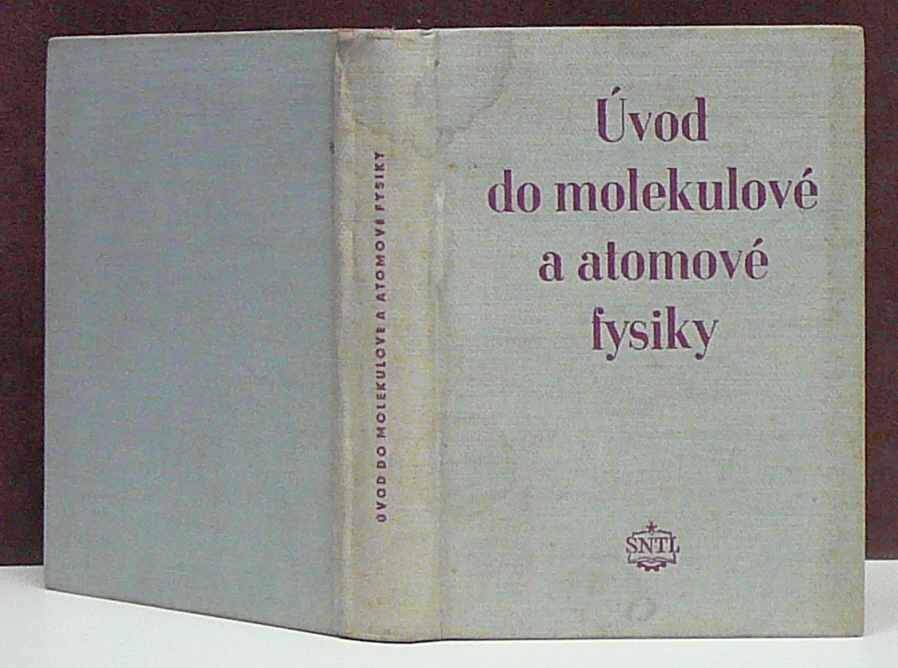 Úvod
do molekulové
a atomové
fysiky
SNTL
ÚVOD DO MOLEKULOVÉ A ATOMOVÉ FYSIKY